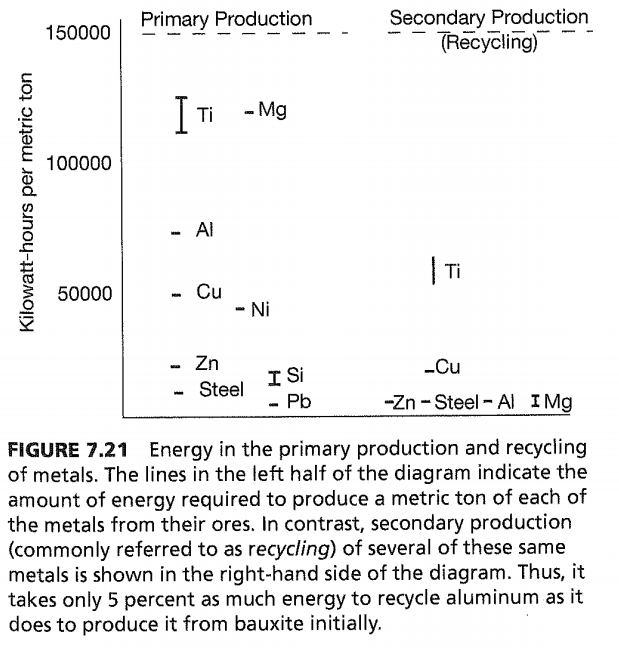 Primary Production
Secondary Production
(Recycling)
150000
100000
50000
Kilowatt-hours per metric ton
Ti
Mg
Al
Cu
Ni
Zn
Steel
Si
Pb
Ti
Cu
Zn
Steel
Al
Mg
FIGURE 7.21 Energy in the primary production and recycling
of metals. The lines in the left half of the diagram indicate the
amount of energy required to produce a metric ton of each of
the metals from their ores. In contrast, secondary production
(commonly referred to as recycling) of several of these same
metals is shown in the right-hand side of the diagram. Thus, it
takes only 5 percent as much energy to recycle aluminum as it
does to produce it from bauxite initially.